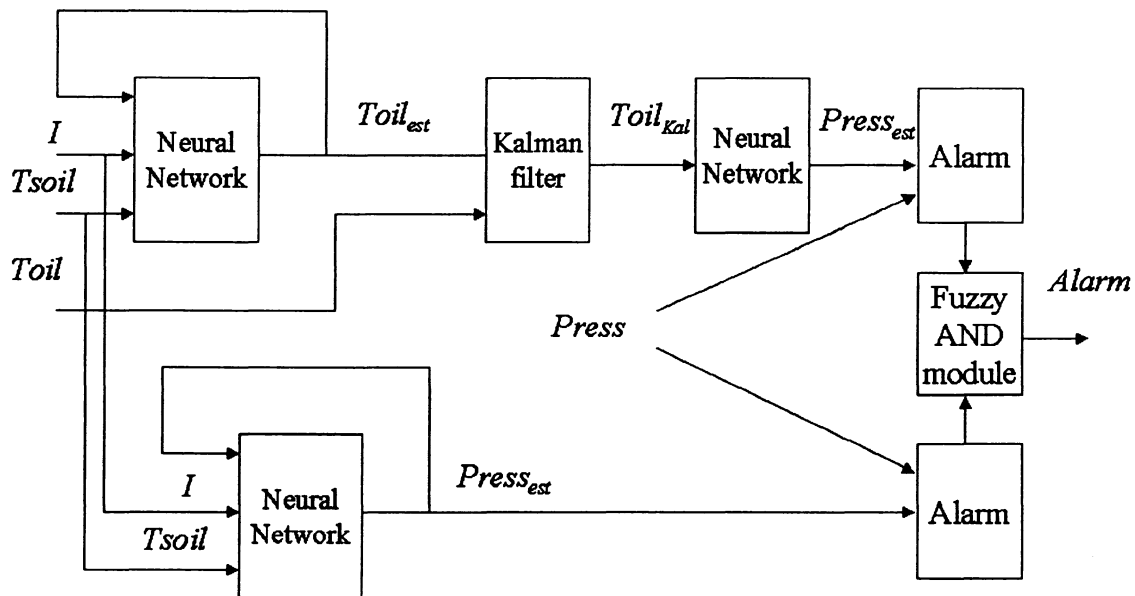 I
Tsoil
Toil
Neural
Network
Toil_est
Kalman
filter
Toil_Kal
Neural
Network
Press_est
Alarm
Press
Fuzzy
AND
module
Alarm
I
Tsoil
Neural
Network
Press_est
Alarm